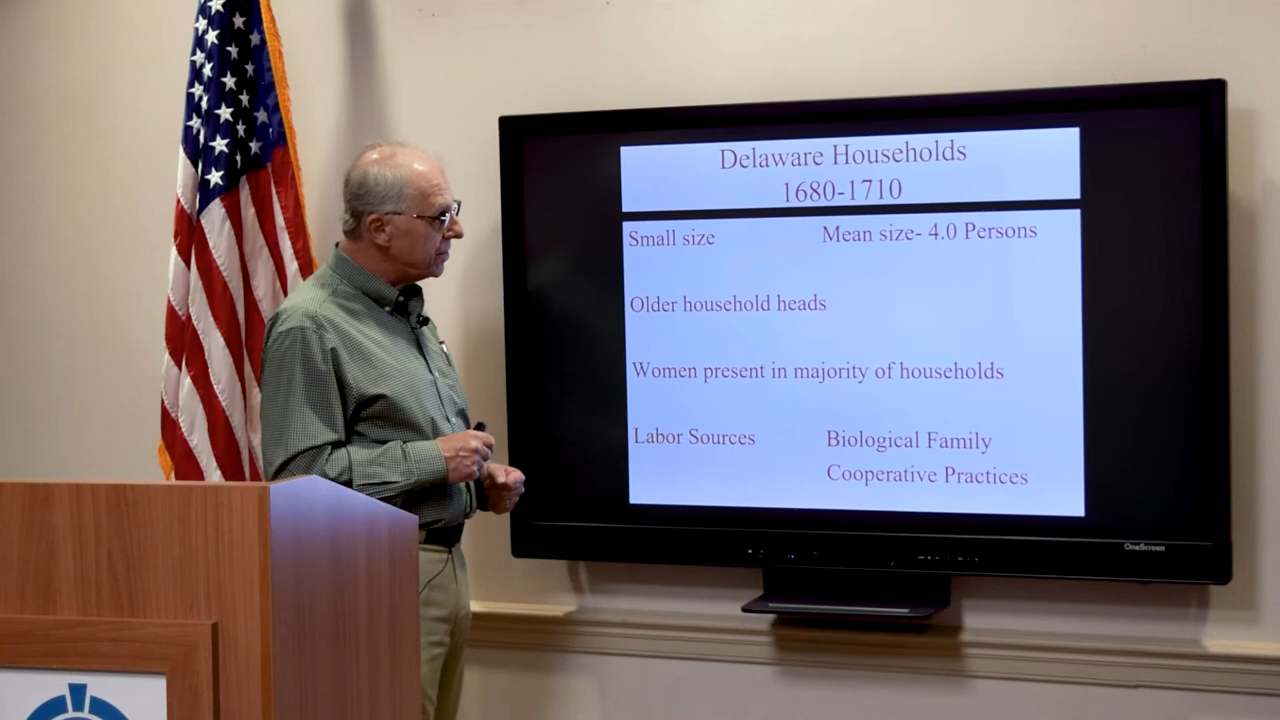 Delaware Households
1680-1710
Small size Mean size- 4.0 Persons
Older household heads
Women present in majority of households
Labor Sources Biological Family
Cooperative Practices
OneScreen